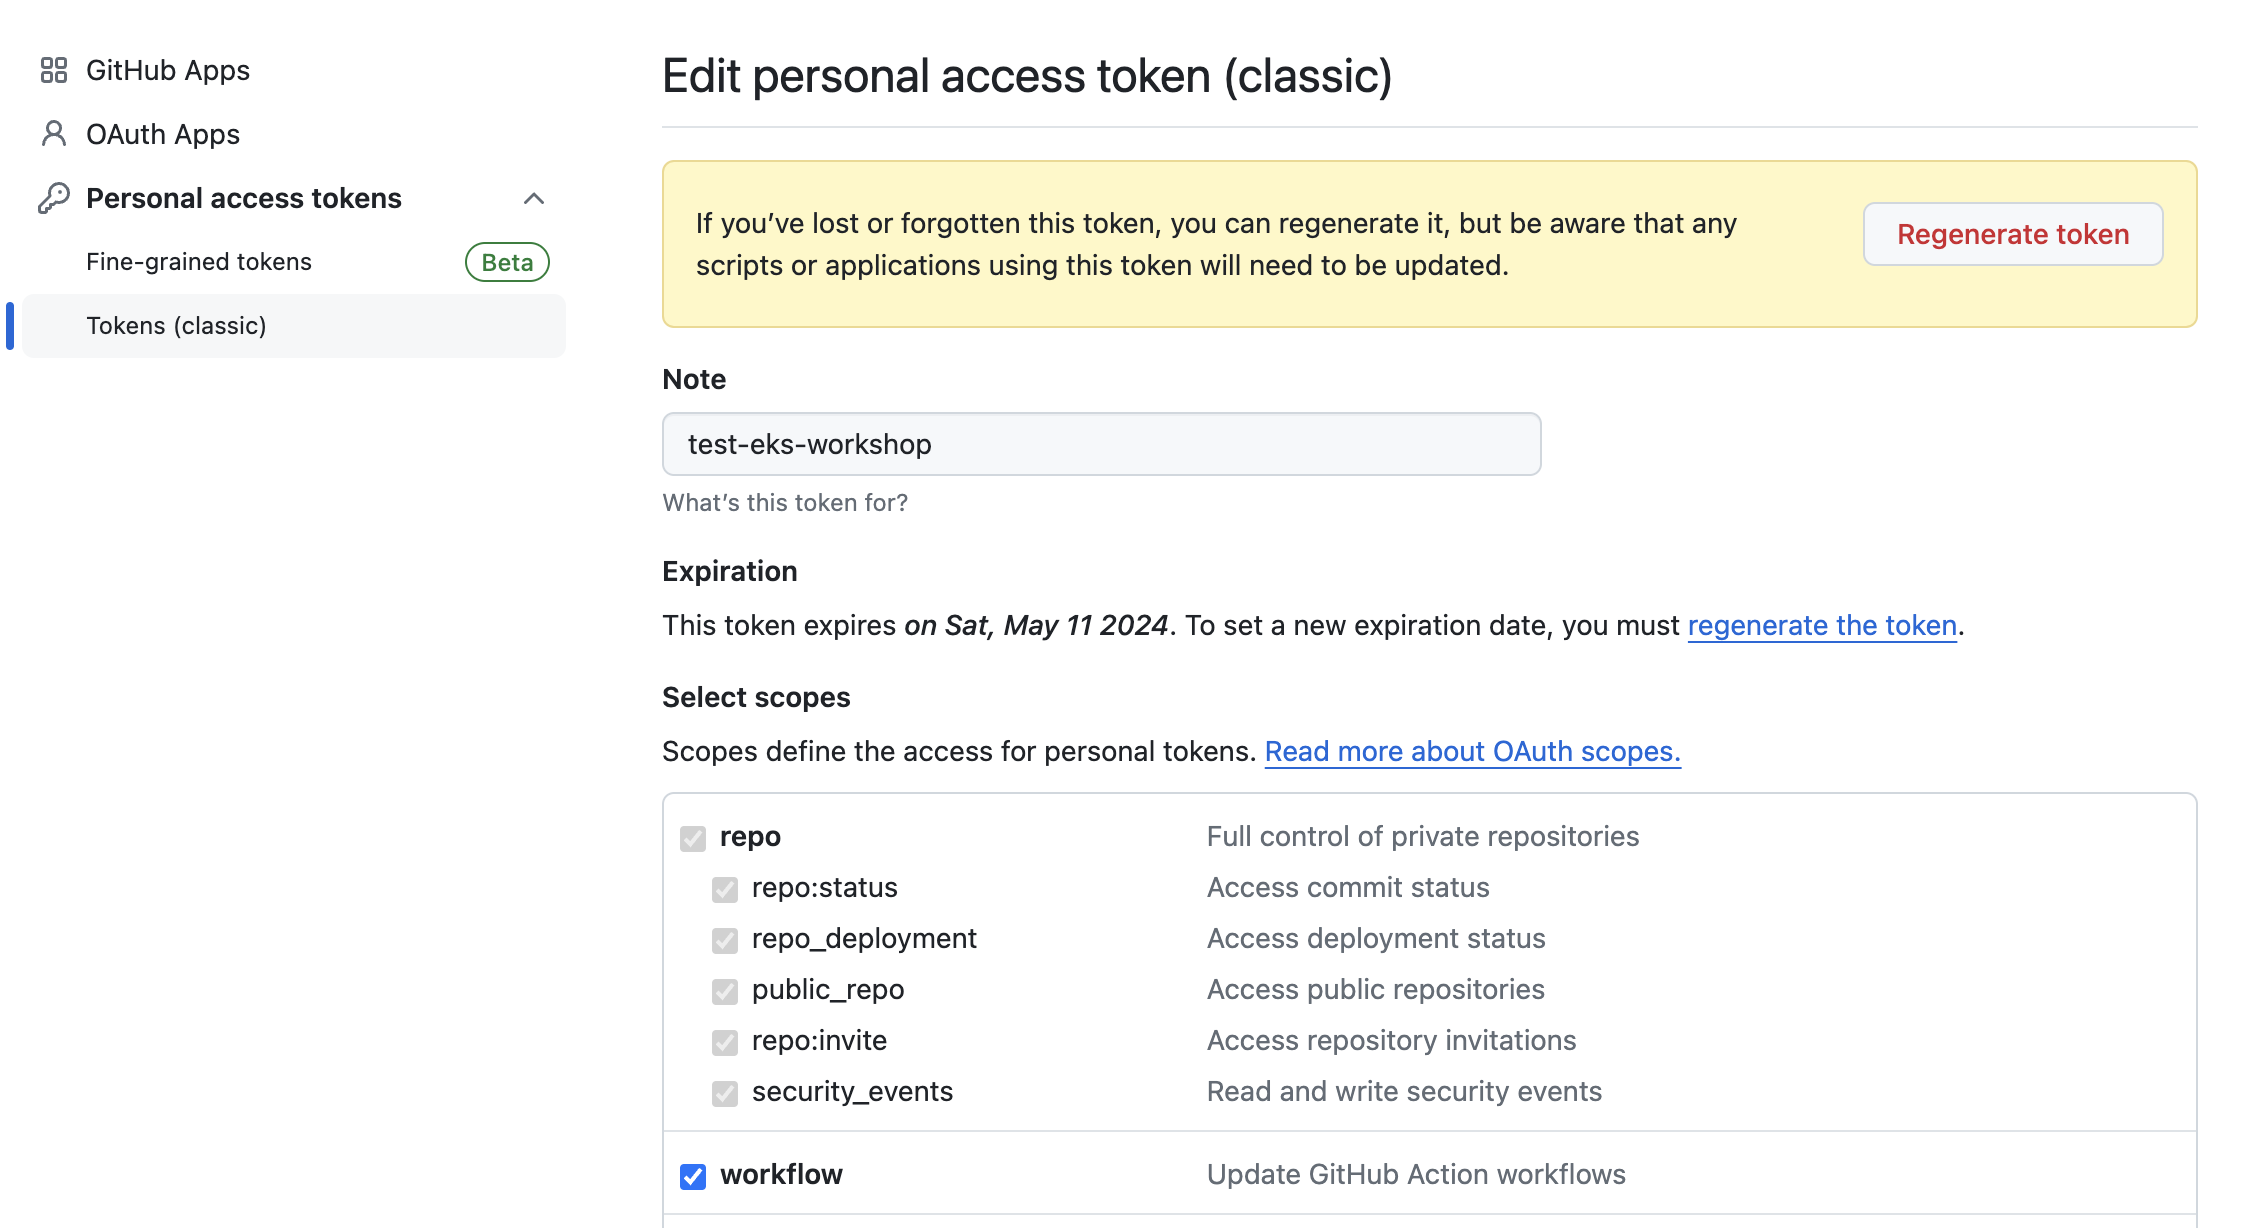 GitHub Apps
OAuth Apps
Personal access tokens
Fine-grained tokens Beta
Tokens (classic)
Edit personal access token (classic)
If you’ve lost or forgotten this token, you can regenerate it, but be aware that any
scripts or applications using this token will need to be updated.
Regenerate token
Note
test-eks-workshop
What’s this token for?
Expiration
This token expires on Sat, May 11 2024. To set a new expiration date, you must regenerate the token.
Select scopes
Scopes define the access for personal tokens. Read more about OAuth scopes.
repo Full control of private repositories
repo:status Access commit status
repo_deployment Access deployment status
public_repo Access public repositories
repo:invite Access repository invitations
security_events Read and write security events
workflow Update GitHub Action workflows